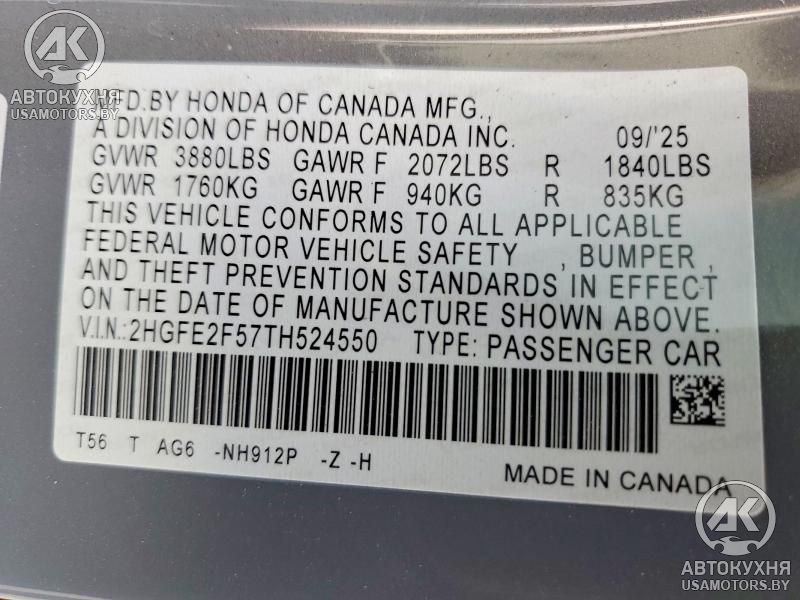 AK
АВТОКУХНЯ
USAMOTORS.BY
MFD.BY HONDA OF CANADA MFG.,
A DIVISION OF HONDA CANADA INC. 09/'25
GVWR 3880LBS GAWR F 2072LBS R 1840LBS
GVWR 1760KG GAWR F 940KG R 835KG
THIS VEHICLE CONFORMS TO ALL APPLICABLE
FEDERAL MOTOR VEHICLE SAFETY , BUMPER ,
AND THEFT PREVENTION STANDARDS IN EFFECT
ON THE DATE OF MANUFACTURE SHOWN ABOVE.
V.I.N.:2HGFE2F57TH524550 TYPE: PASSENGER CAR
T56 T AG6 -NH912P -Z -H
MADE IN CANADA
AK
АВТОКУХНЯ
USAMOTORS.BY